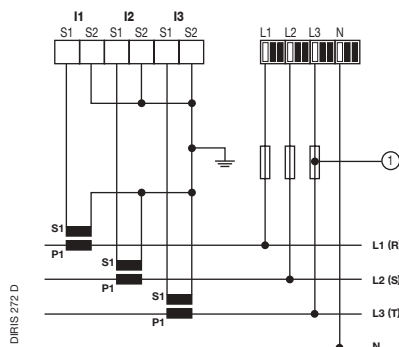 I1 I2 I3
S1 S2 S1 S2 S1 S2
L1 L2 L3 N
1
S1
P1
L1 (R
S1
P1
L2 (S)
S1
P1
L3 (T)
N
DIRIS 272 D